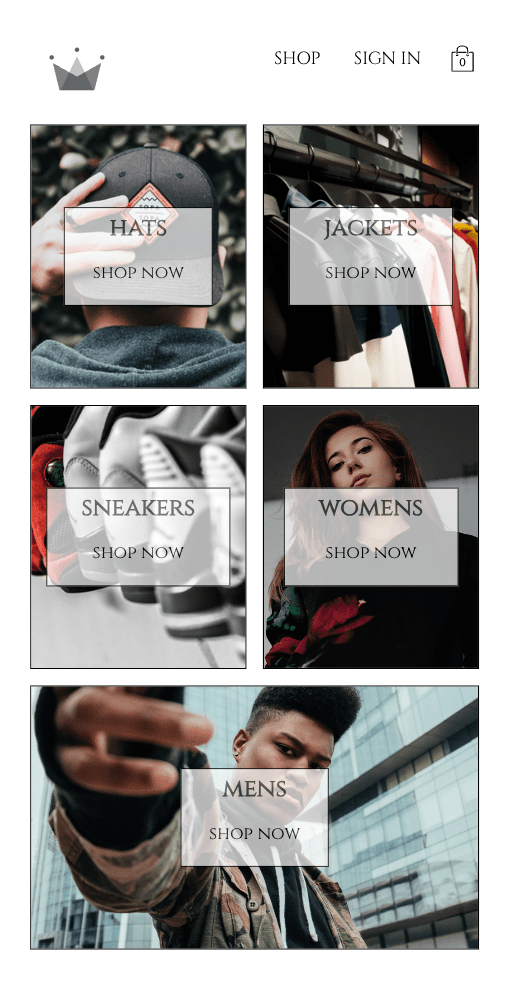 SHOP SIGN IN 0
HATS
SHOP NOW
JACKETS
SHOP NOW
SNEAKERS
SHOP NOW
WOMENS
SHOP NOW
MENS
SHOP NOW